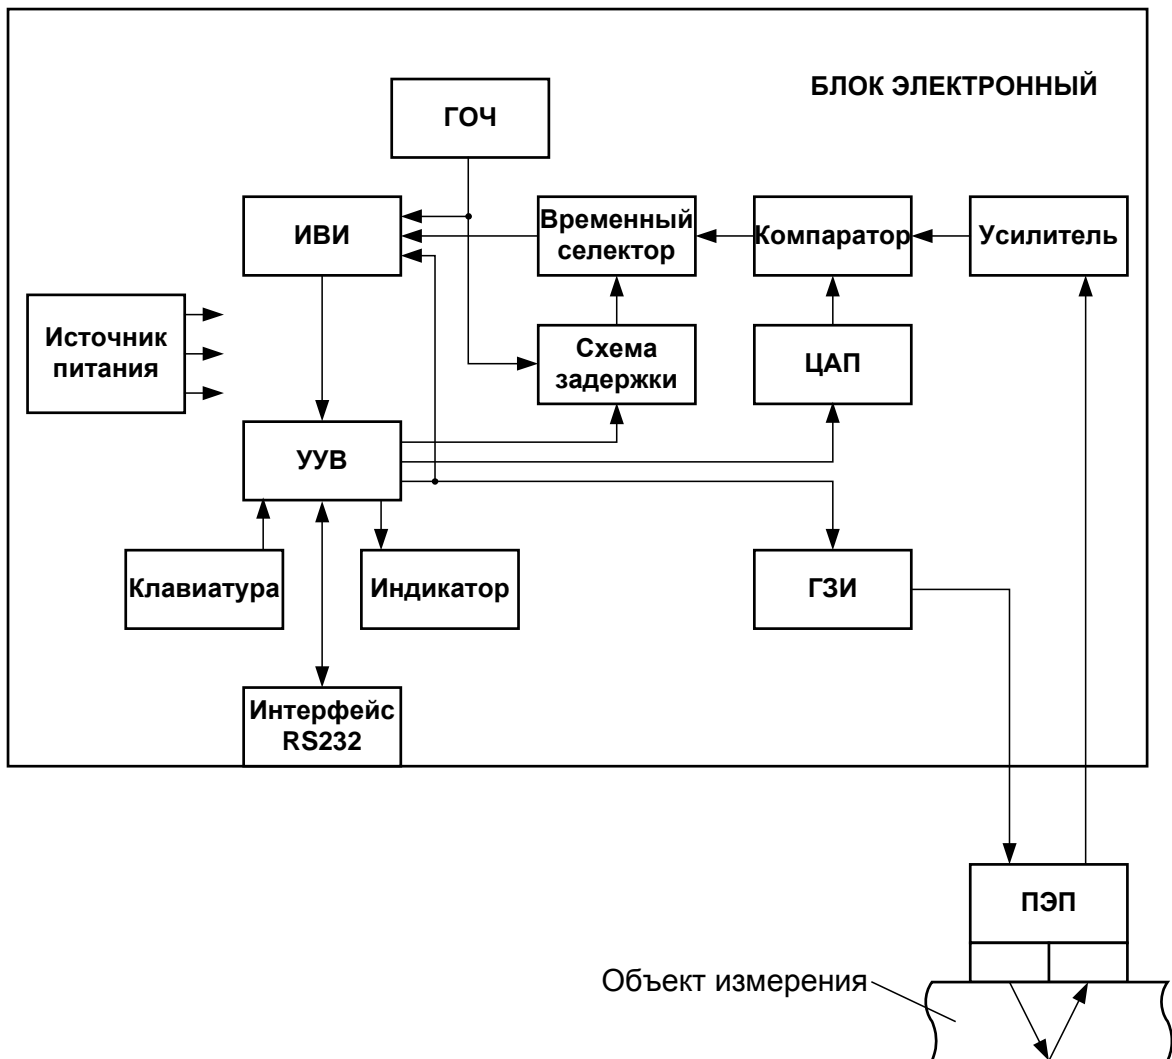 БЛОК ЭЛЕКТРОННЫЙ
ГОЧ
ИВИ
Временный
селектор
Компаратор
Усилитель
Источник
питания
Схема
задержки
ЦАП
УУВ
Клавиатура
Индикатор
ГЗИ
Интерфейс
RS232
ПЭП
Объект измерения